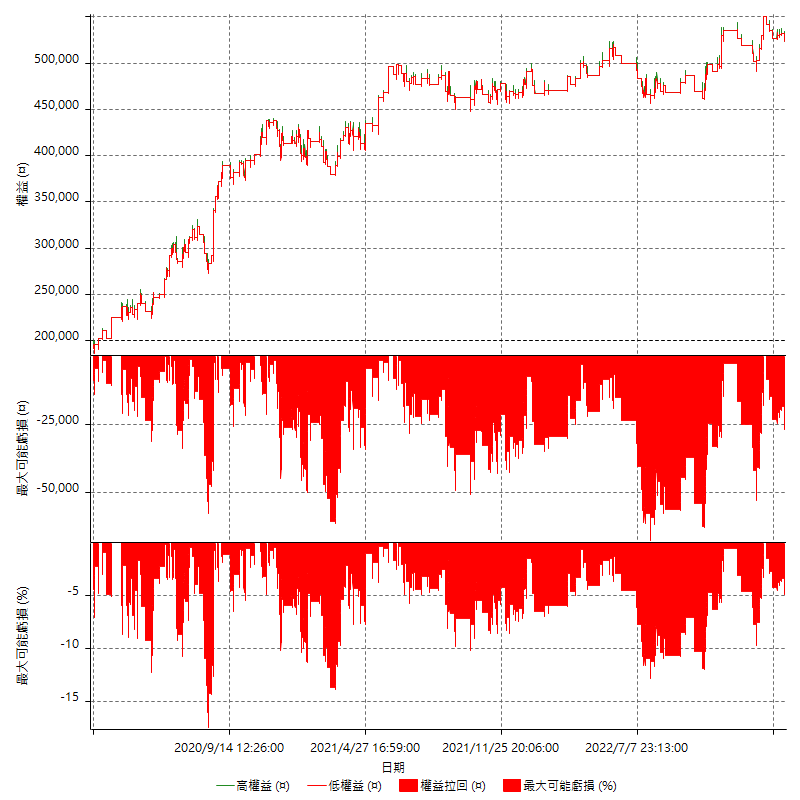 500,000
450,000
400,000
350,000
300,000
250,000
200,000
權益 (¤)
-25,000
-50,000
最大可能虧損 (¤)
-5
-10
-15
最大可能虧損 (%)
2020/9/14 12:26:00
2021/4/27 16:59:00
2021/11/25 20:06:00
2022/7/7 23:13:00
日期
高權益 (¤)
低權益 (¤)
權益拉回 (¤)
最大可能虧損 (%)